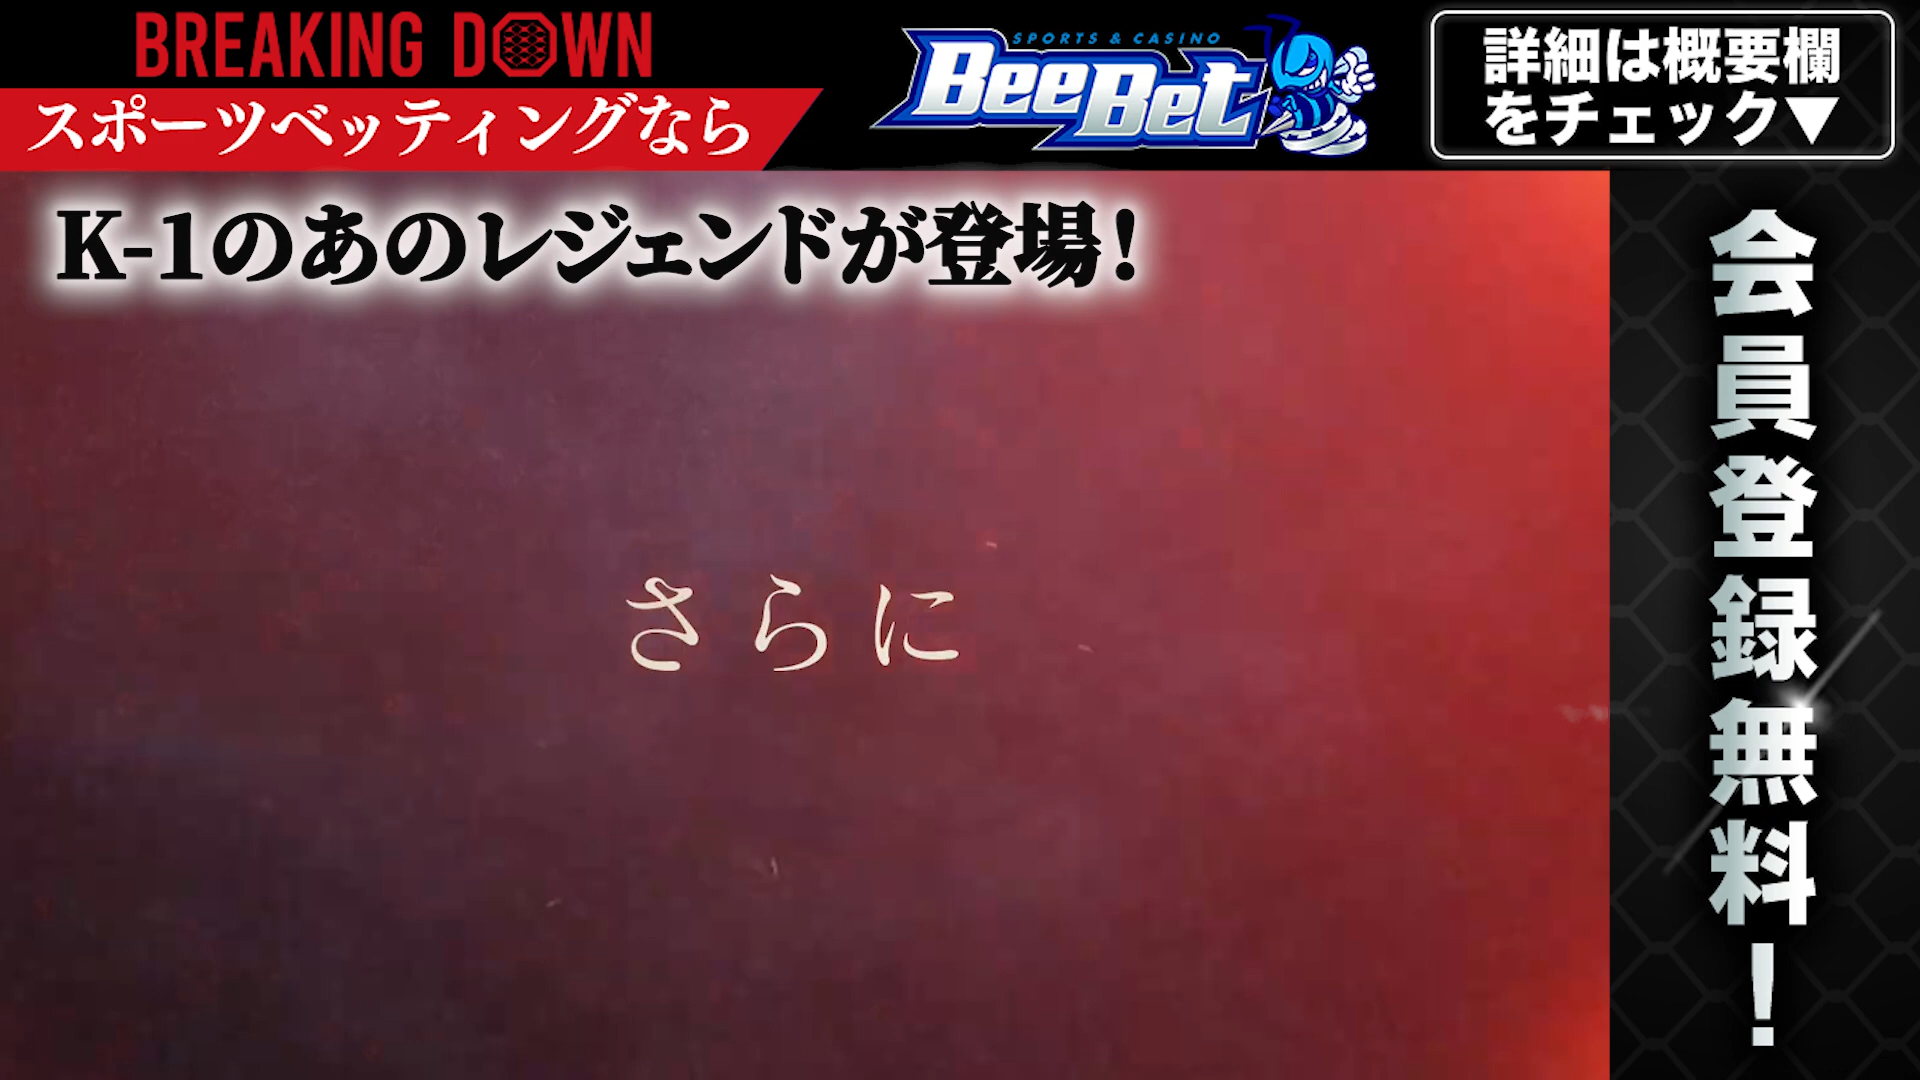 BREAKING DOWN
スポーツベッティングなら
SPORTS & CASINO
BeeBet
詳細は概要欄
をチェック▼
K-1のあのレジェンドが登場!
さらに
会員登録無料!